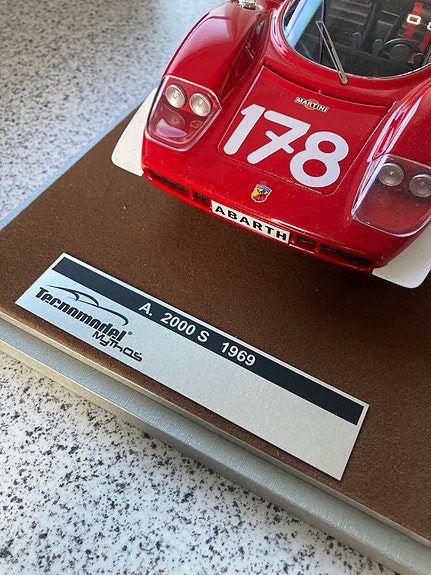 MARTINI
178
ABARTH
A. 2000 S 1969
Tecnomodel®
MYTHOS